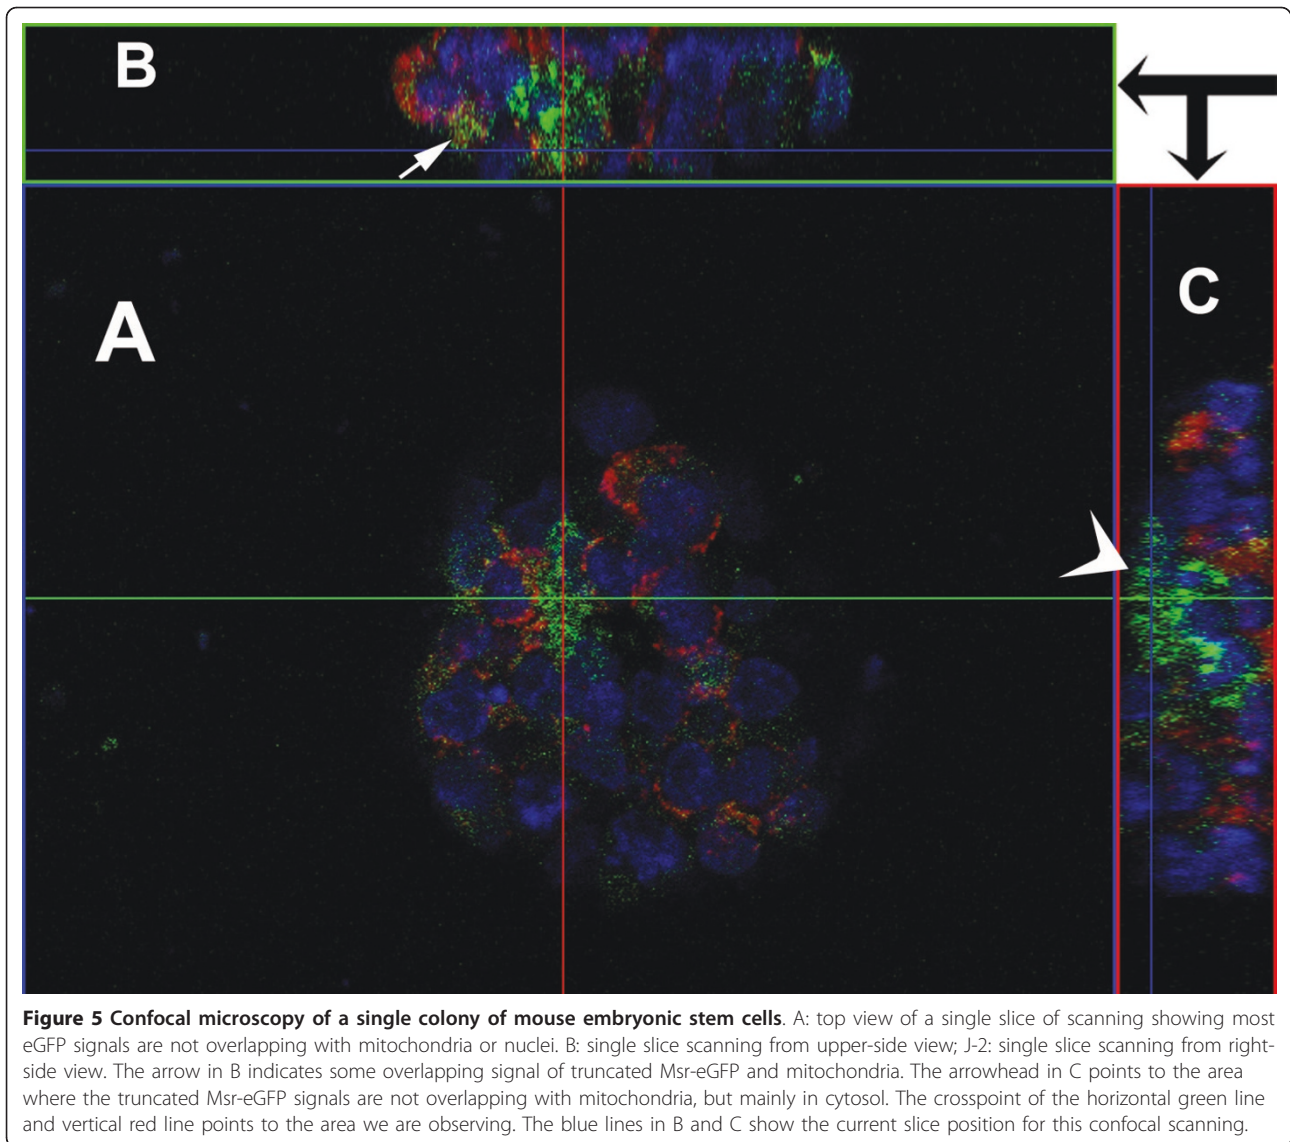 B
A
C
Figure 5 Confocal microscopy of a single colony of mouse embryonic stem cells. A: top view of a single slice of scanning showing most
eGFP signals are not overlapping with mitochondria or nuclei. B: single slice scanning from upper-side view; J-2: single slice scanning from right-
side view. The arrow in B indicates some overlapping signal of truncated Msr-eGFP and mitochondria. The arrowhead in C points to the area
where the truncated Msr-eGFP signals are not overlapping with mitochondria, but mainly in cytosol. The crosspoint of the horizontal green line
and vertical red line points to the area we are observing. The blue lines in B and C show the current slice position for this confocal scanning.